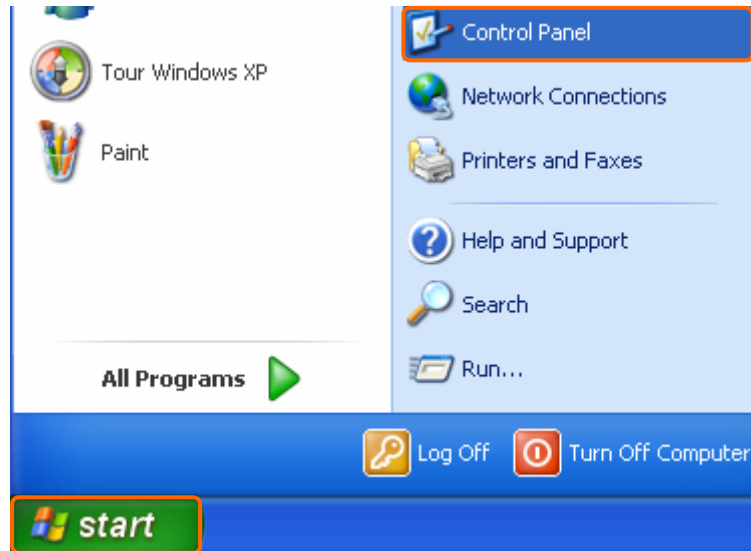 Tour Windows XP
Paint
All Programs
Control Panel
Network Connections
Printers and Faxes
Help and Support
Search
Run...
Log Off
Turn Off Computer
start